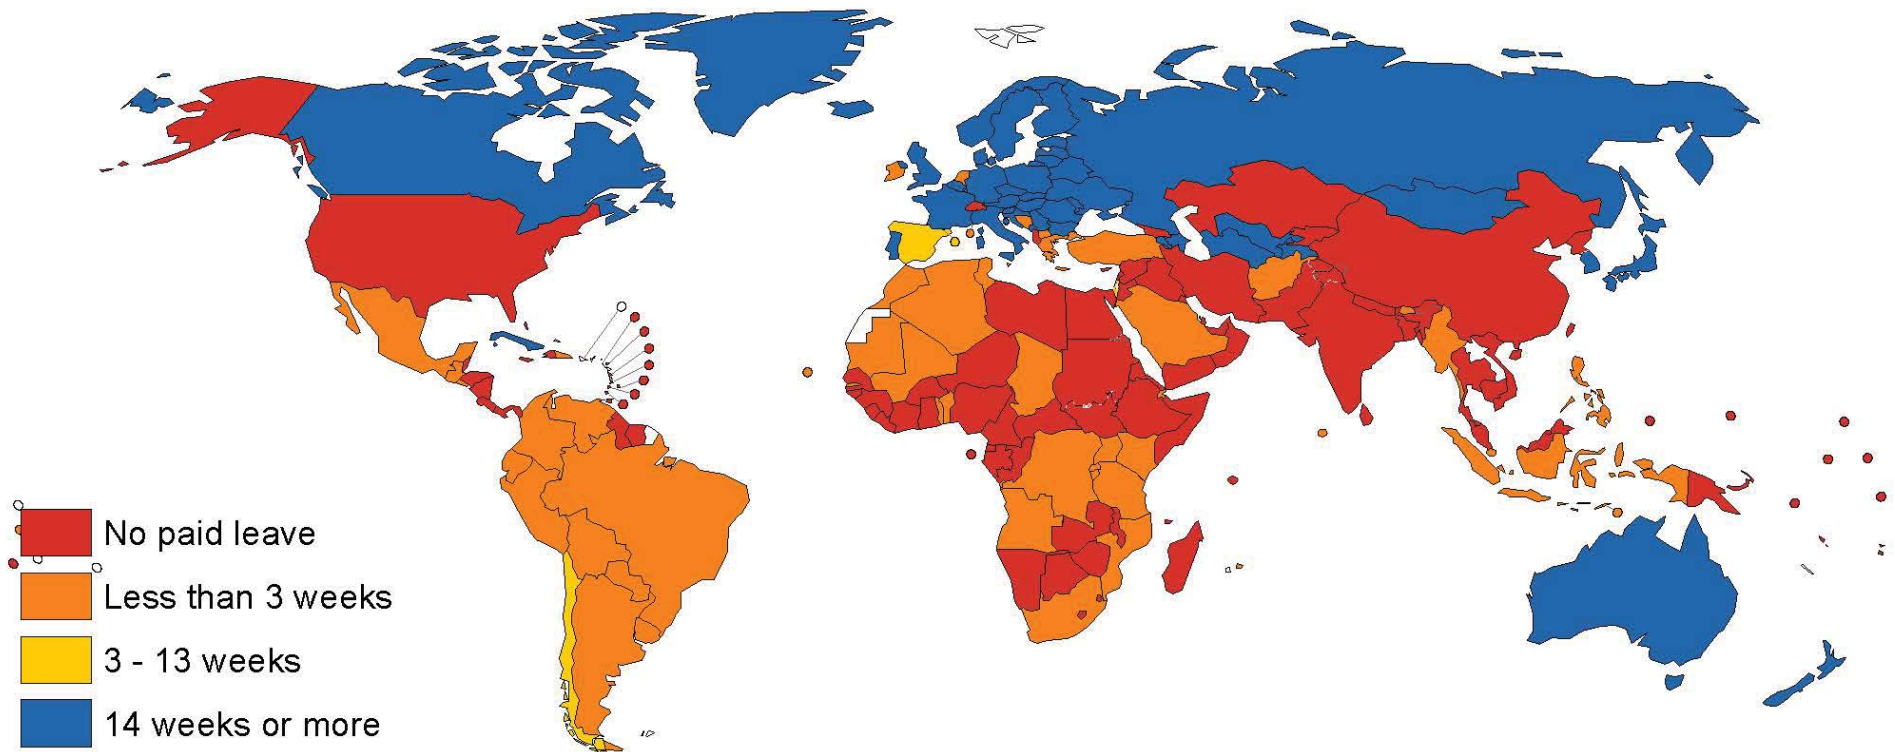 No paid leave
Less than 3 weeks
3 - 13 weeks
14 weeks or more